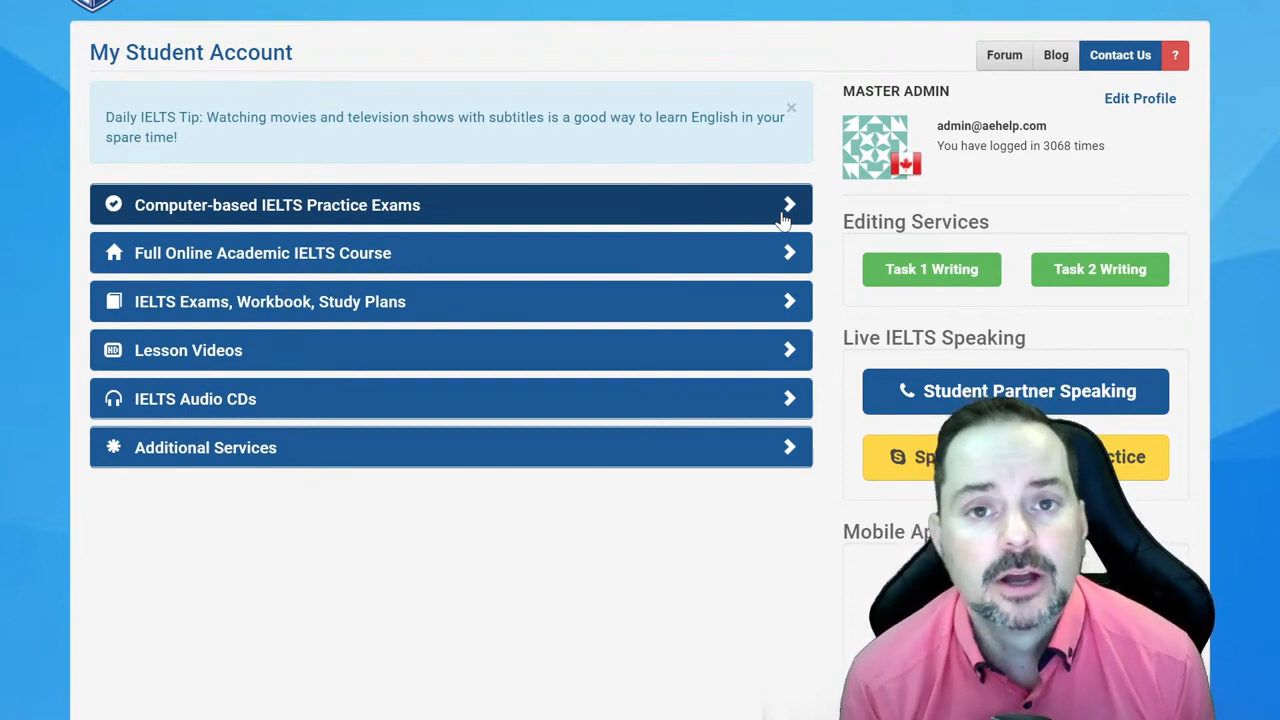 My Student Account
Forum
Blog
Contact Us
?
Daily IELTS Tip: Watching movies and television shows with subtitles is a good way to learn English in your
spare time!
×
MASTER ADMIN
Edit Profile
admin@aehelp.com
You have logged in 3068 times
Computer-based IELTS Practice Exams
Full Online Academic IELTS Course
IELTS Exams, Workbook, Study Plans
HD
Lesson Videos
IELTS Audio CDs
Additional Services
Editing Services
Task 1 Writing
Task 2 Writing
Live IELTS Speaking
Student Partner Speaking
Mobile